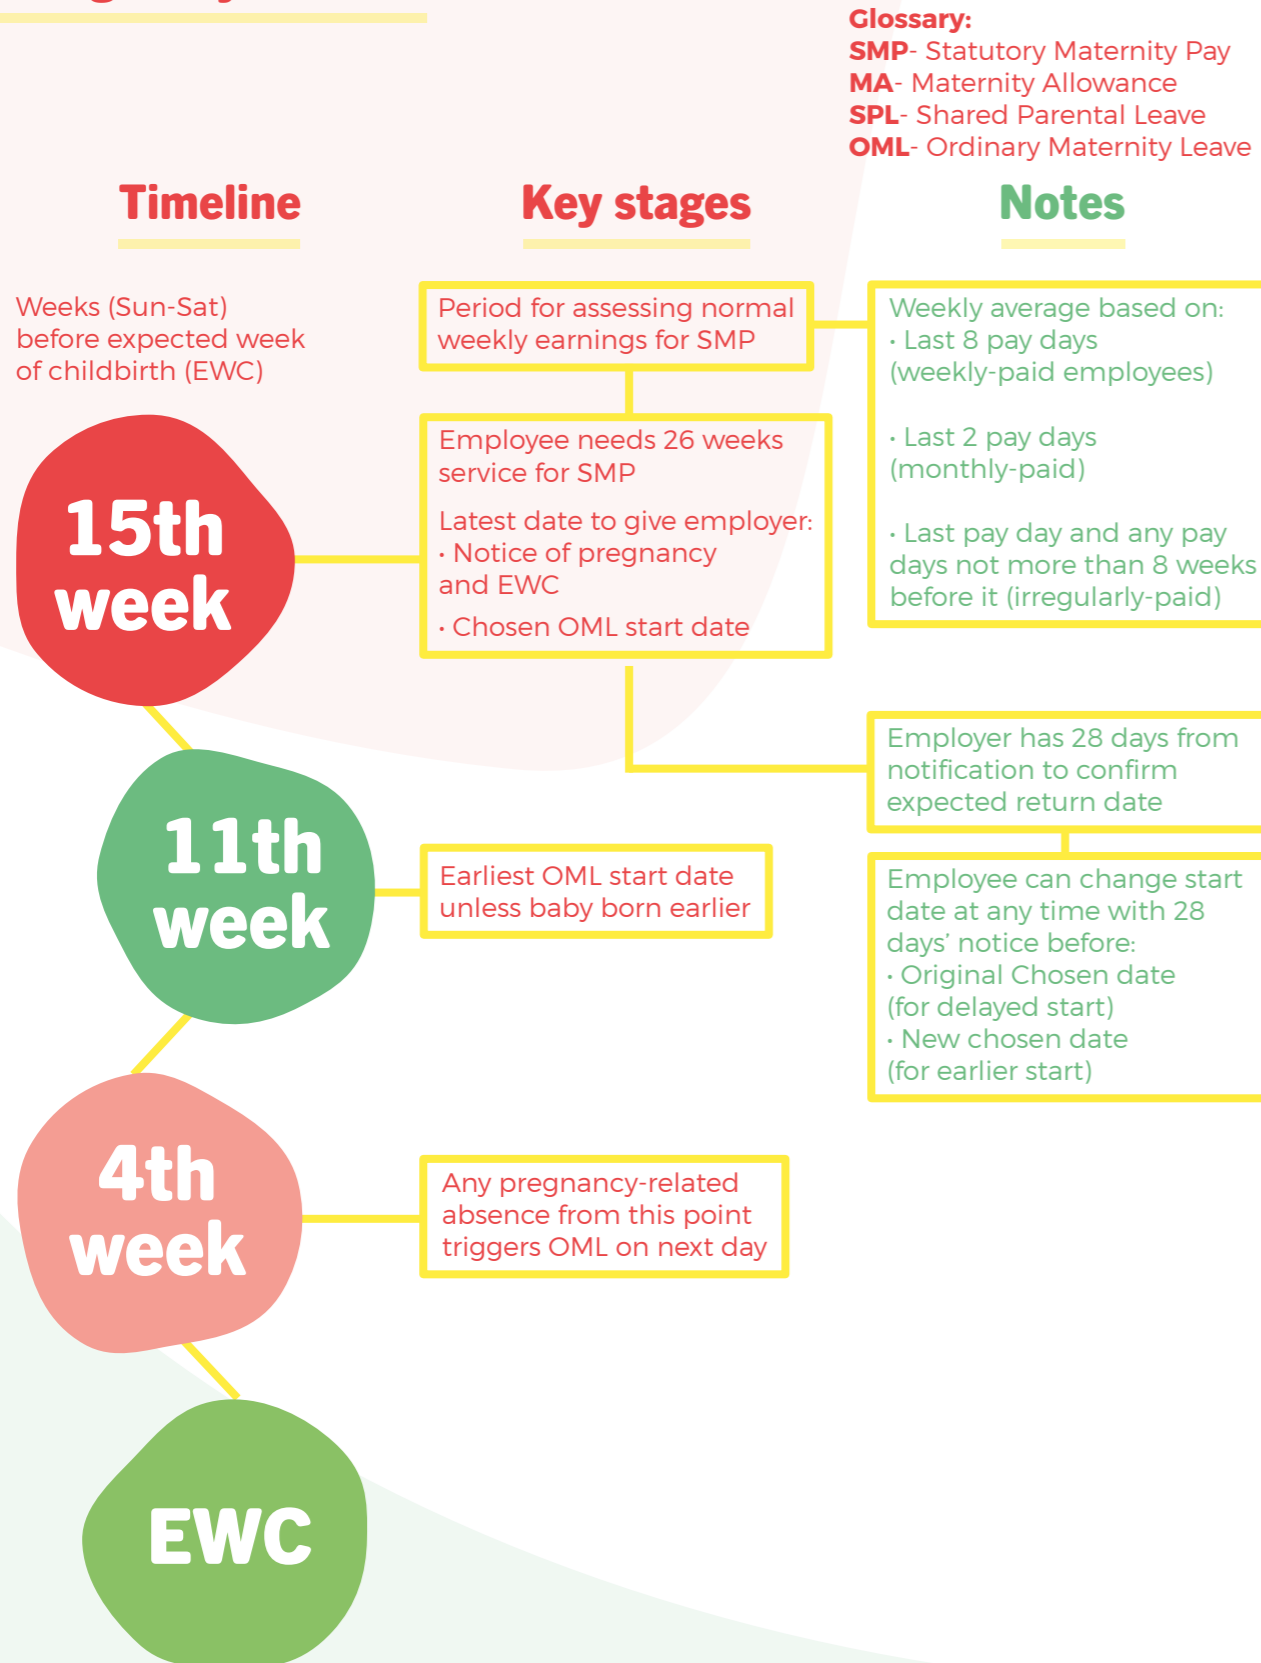 Glossary:
SMP- Statutory Maternity Pay
MA- Maternity Allowance
SPL- Shared Parental Leave
OML- Ordinary Maternity Leave
Timeline
Key stages
Notes
Weeks (Sun-Sat)
before expected week
of childbirth (EWC)
Period for assessing normal
weekly earnings for SMP
Weekly average based on:
• Last 8 pay days
(weekly-paid employees)
• Last 2 pay days
(monthly-paid)
• Last pay day and any pay
days not more than 8 weeks
before it (irregularly-paid)
15th
week
Employee needs 26 weeks
service for SMP
Latest date to give employer:
• Notice of pregnancy
and EWC
• Chosen OML start date
Employer has 28 days from
notification to confirm
expected return date
Employee can change start
date at any time with 28
days’ notice before:
• Original Chosen date
(for delayed start)
• New chosen date
(for earlier start)
11th
week
Earliest OML start date
unless baby born earlier
4th
week
Any pregnancy-related
absence from this point
triggers OML on next day
EWC